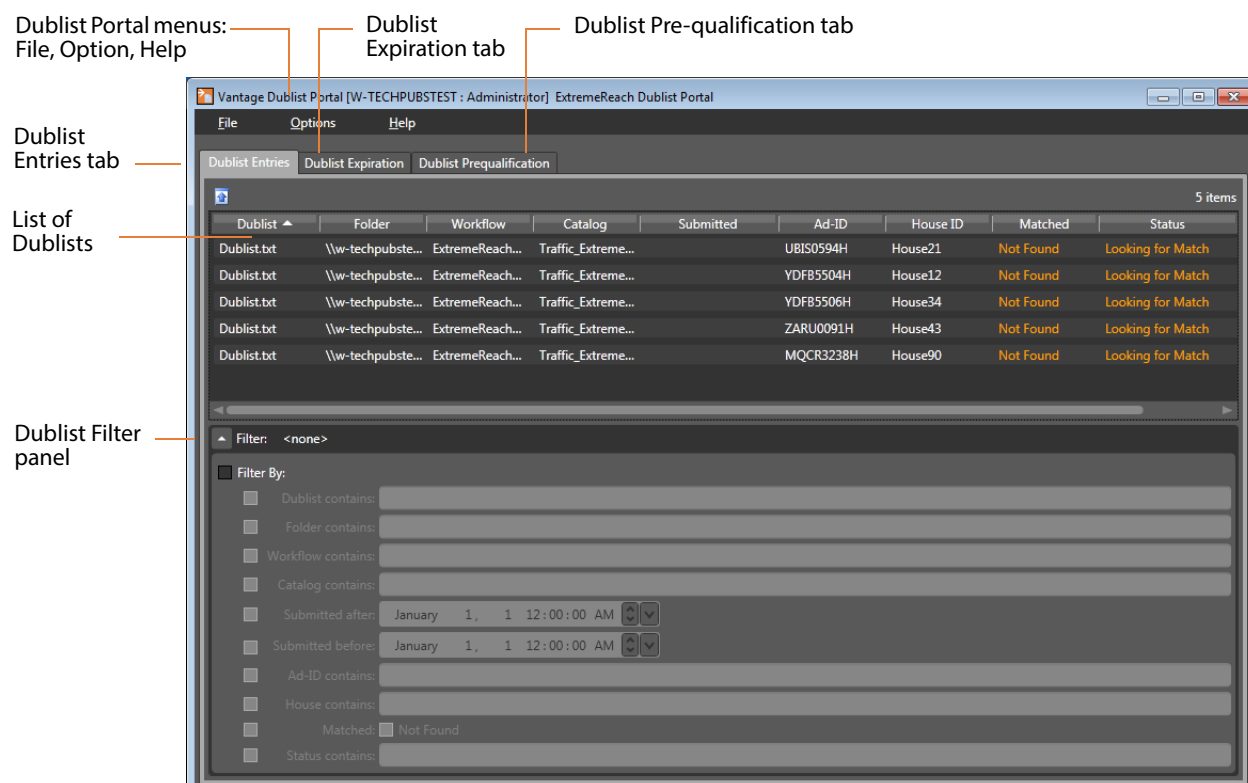 Dublist Portal menus:
File, Option, Help
Dublist
Expiration tab
Dublist Pre-qualification tab
Vantage Dublist Portal [W-TECHPUBSTEST : Administrator] ExtremeReach Dublist Portal
File Options Help
Dublist
Entries tab
Dublist Entries Dublist Expiration Dublist Prequalification
5 items
List of
Dublists
Dublist Folder Workflow Catalog Submitted Ad-ID House ID Matched Status
Dublist.txt \\w-techpubste... ExtremeReach... Traffic_Extreme... UBIS0594H House21 Not Found Looking for Match
Dublist.txt \\w-techpubste... ExtremeReach... Traffic_Extreme... YDFB5504H House12 Not Found Looking for Match
Dublist.txt \\w-techpubste... ExtremeReach... Traffic_Extreme... YDFB5506H House34 Not Found Looking for Match
Dublist.txt \\w-techpubste... ExtremeReach... Traffic_Extreme... ZARU0091H House43 Not Found Looking for Match
Dublist.txt \\w-techpubste... ExtremeReach... Traffic_Extreme... MQCR3238H House90 Not Found Looking for Match
Dublist Filter
panel
Filter: <none>
Filter By:
Dublist contains:
Folder contains:
Workflow contains:
Catalog contains:
Submitted after: January 1, 1 12:00:00 AM
Submitted before: January 1, 1 12:00:00 AM
Ad-ID contains:
House contains:
Matched: Not Found
Status contains: